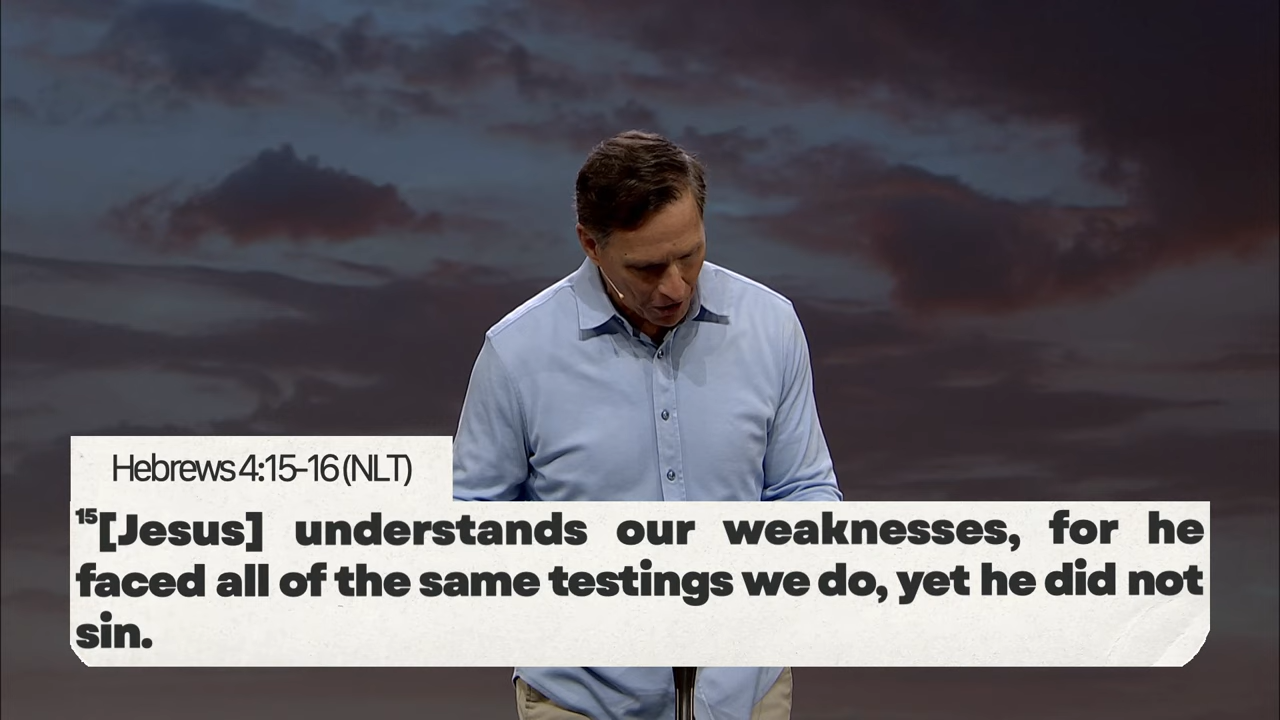 Hebrews 4:15-16 (NLT)
¹⁵[Jesus] understands our weaknesses, for he
faced all of the same testings we do, yet he did not
sin.